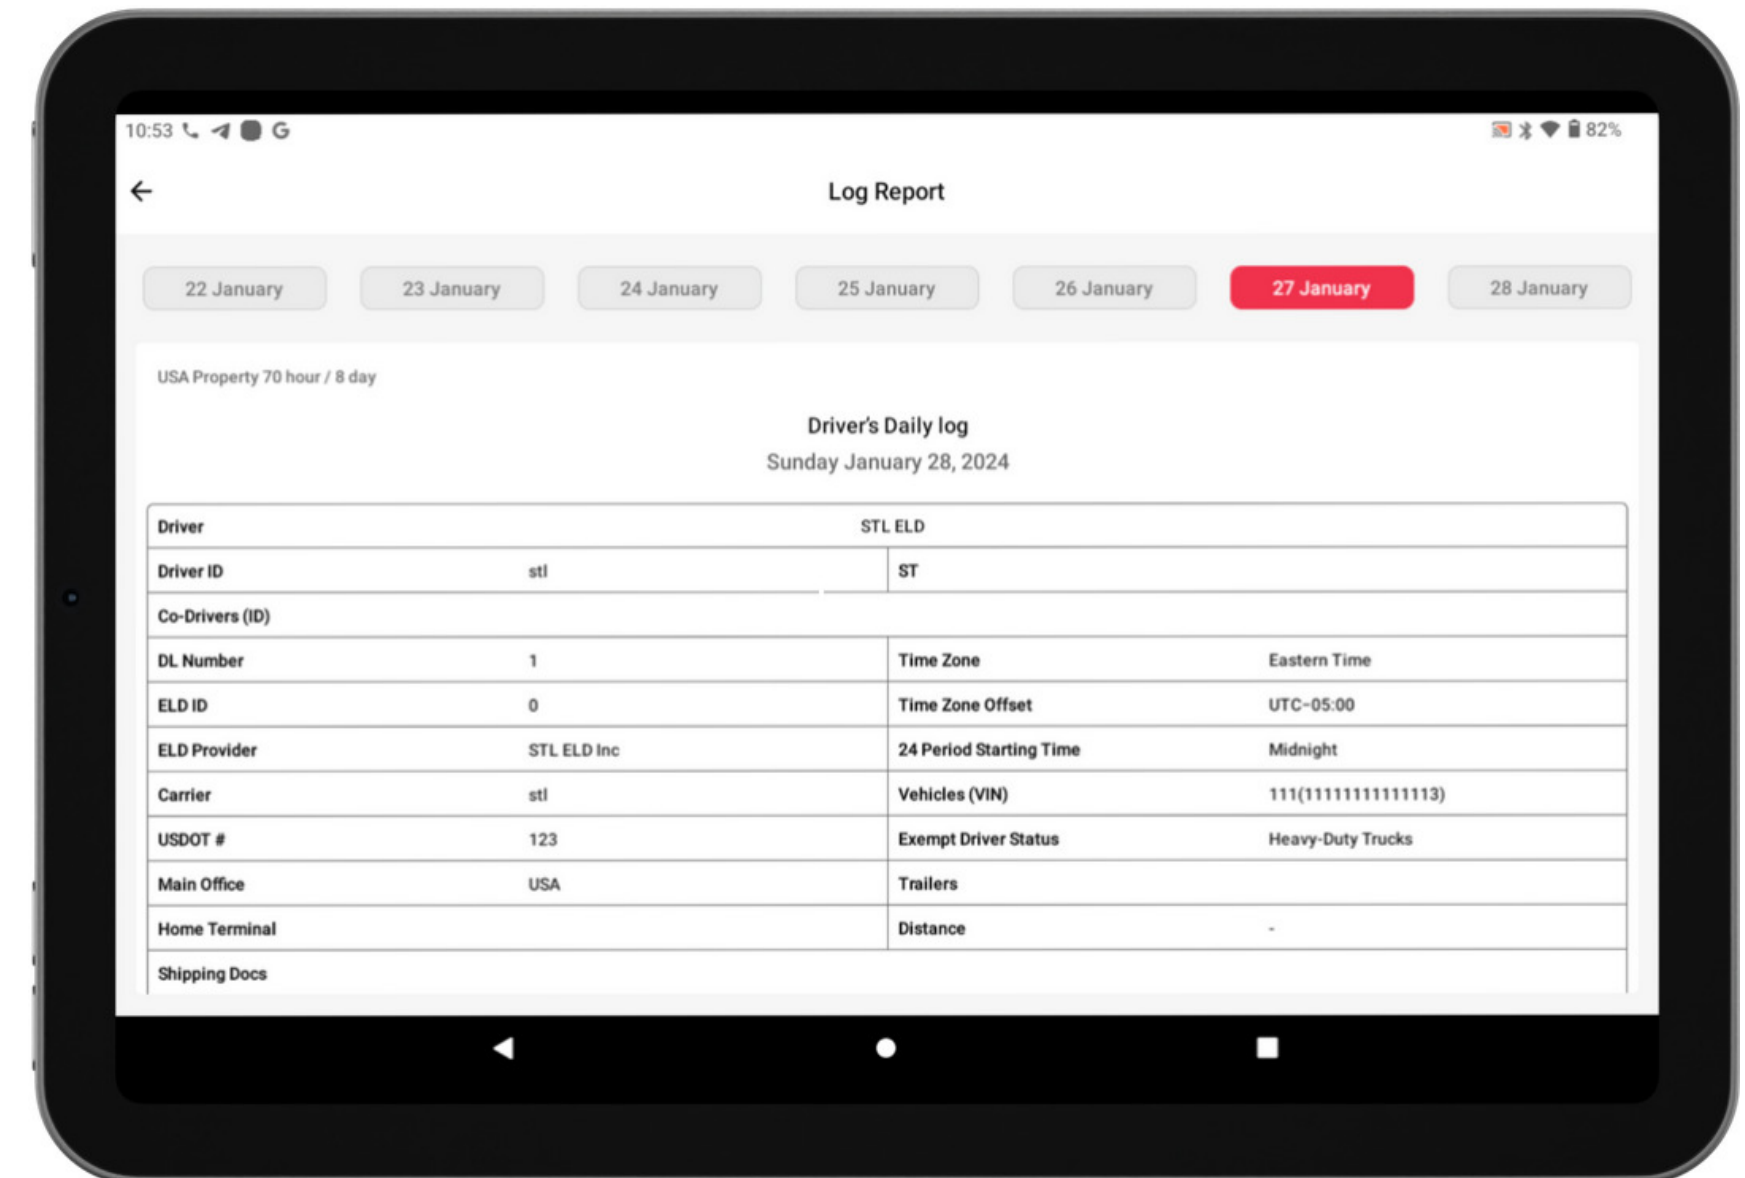 10:53 82%
Log Report
22 January 23 January 24 January 25 January 26 January 27 January 28 January
USA Property 70 hour / 8 day
Driver's Daily log
Sunday January 28, 2024
Driver STL ELD
Driver ID stl ST
Co-Drivers (ID)
DL Number 1 Time Zone Eastern Time
ELD ID 0 Time Zone Offset UTC-05:00
ELD Provider STL ELD Inc 24 Period Starting Time Midnight
Carrier stl Vehicles (VIN) 111(11111111111113)
USDOT # 123 Exempt Driver Status Heavy-Duty Trucks
Main Office USA Trailers
Home Terminal Distance -
Shipping Docs